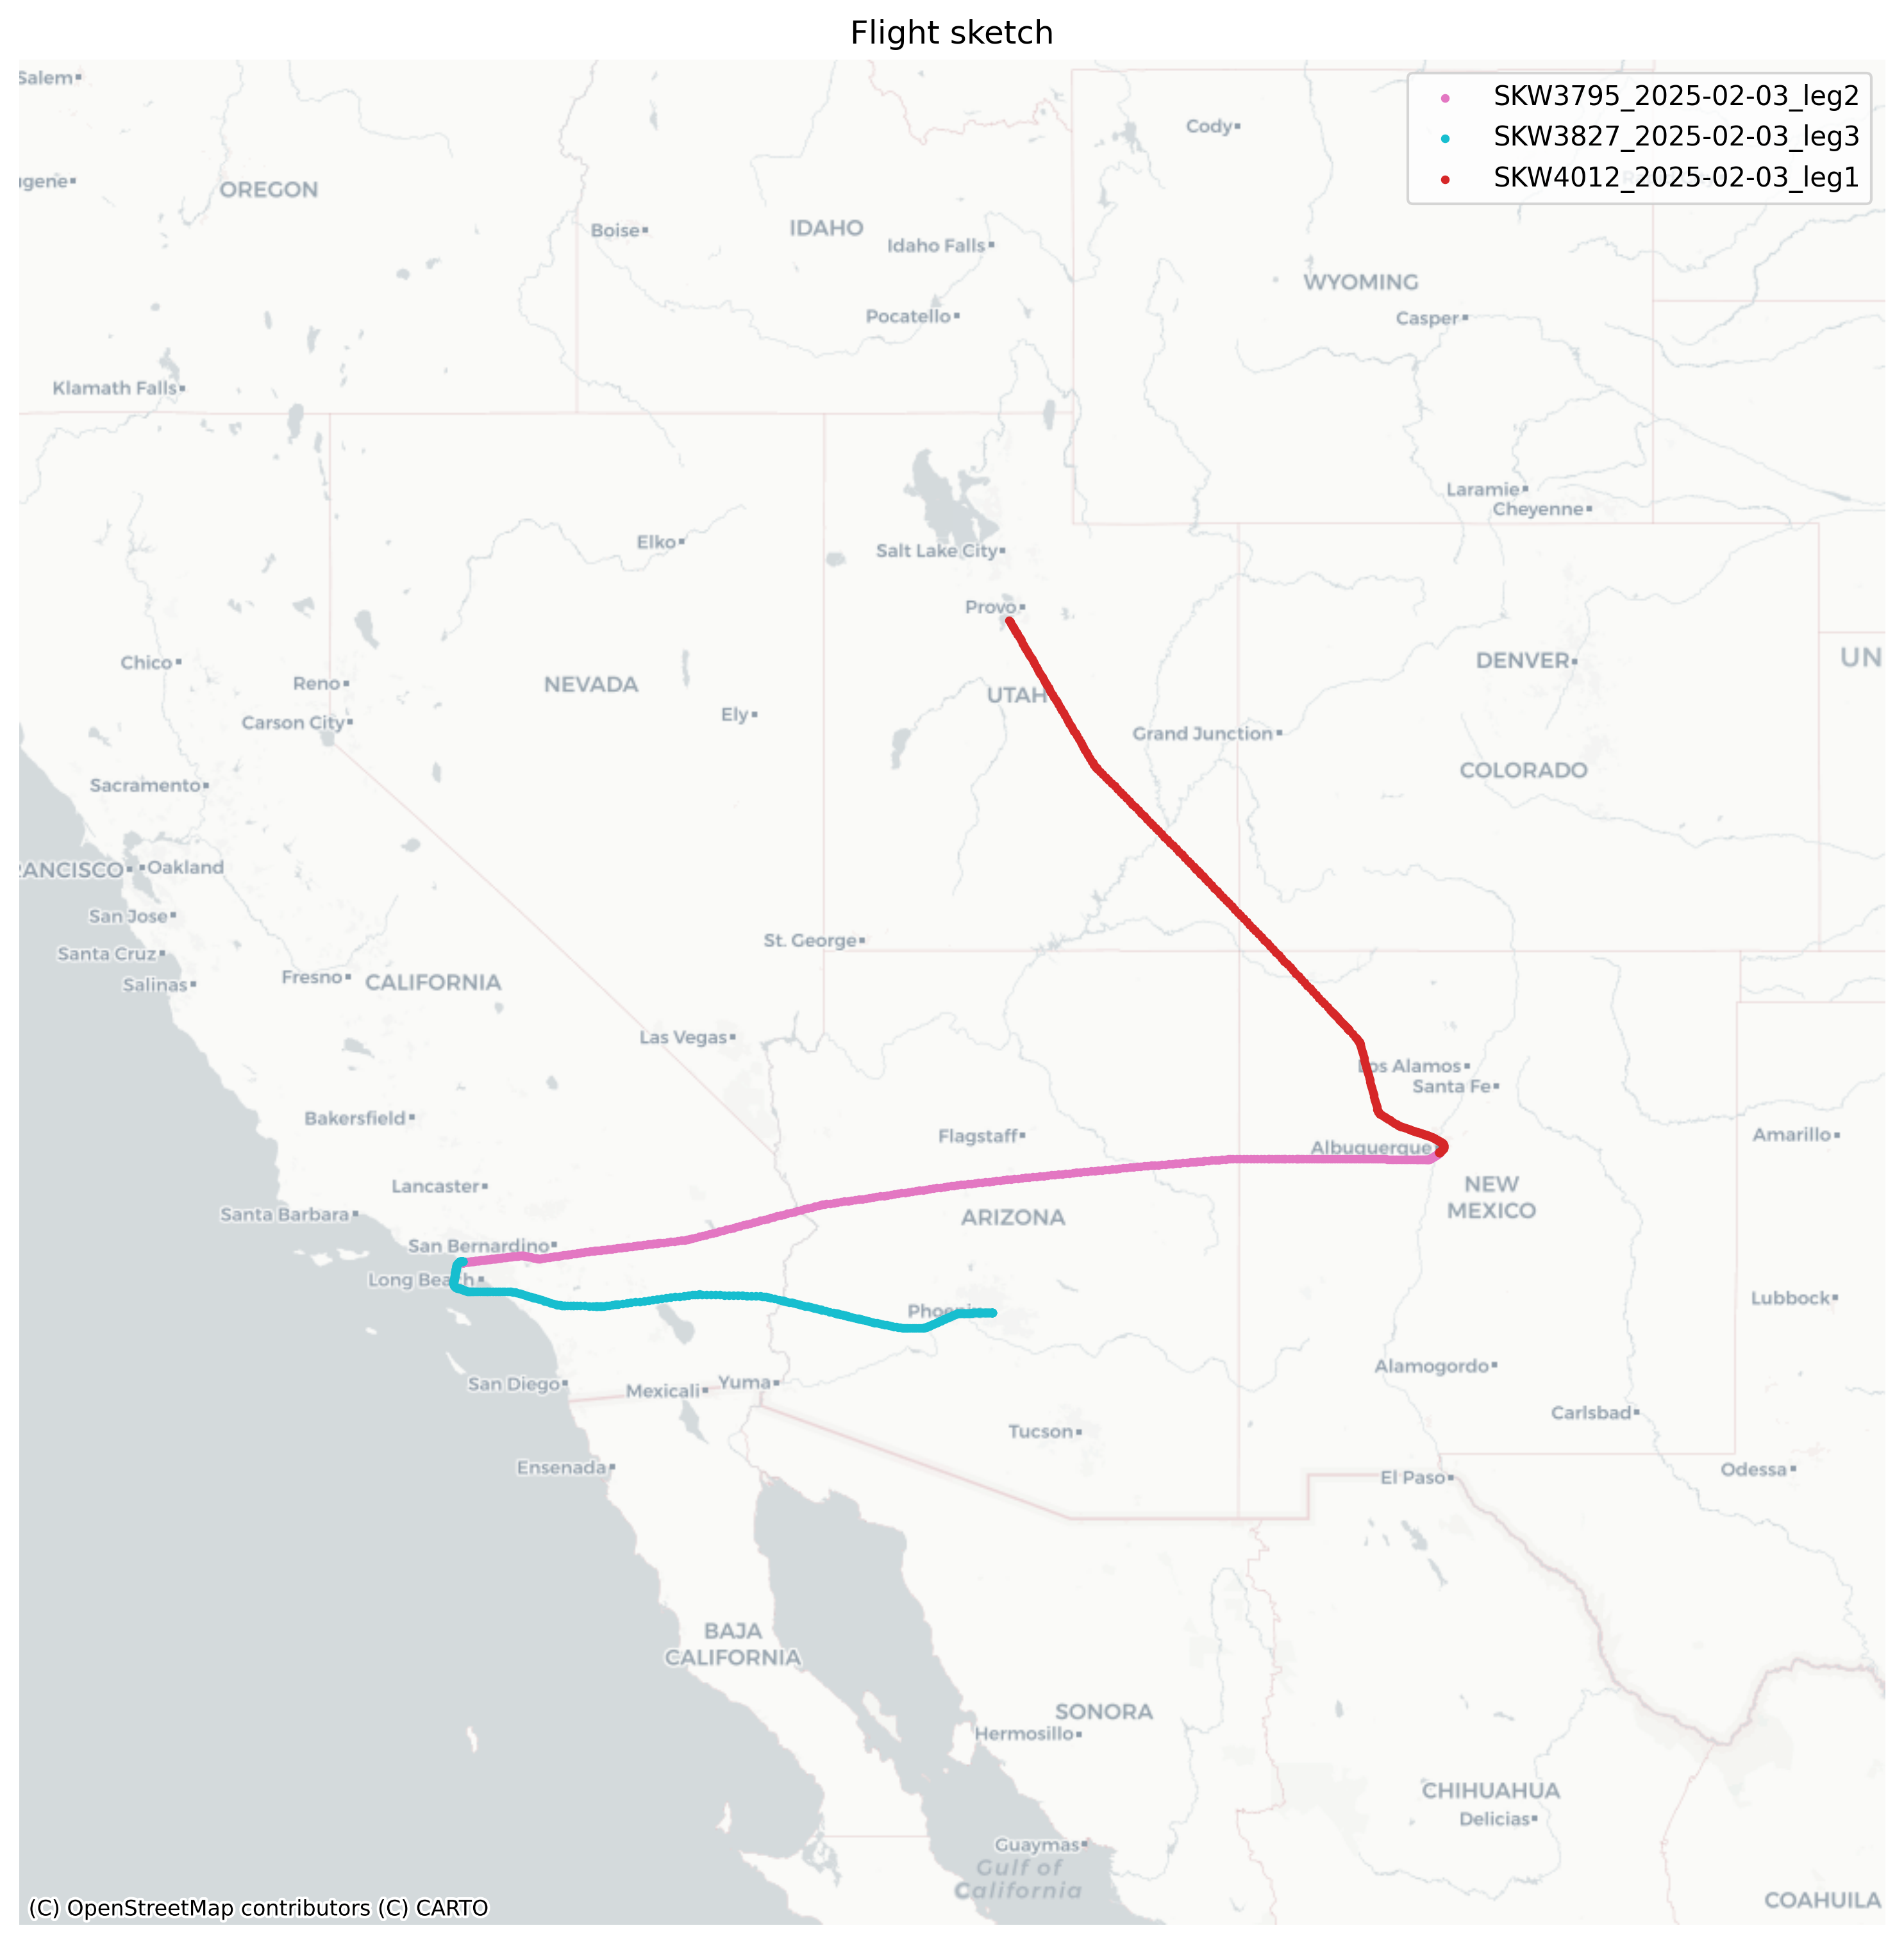 Flight sketch
SKW3795_2025-02-03_leg2
SKW3827_2025-02-03_leg3
SKW4012_2025-02-03_leg1
Salem
Cody
gene
OREGON
Boise
IDAHO
Idaho Falls
WYOMING
Pocatello
Casper
Klamath Falls
Laramie
Cheyenne
Elko
Salt Lake City
Provo
Chico
Reno
NEVADA
UTAH
DENVER
UN
Carson City
Ely
Grand Junction
COLORADO
Sacramento
RANCISCO
Oakland
San Jose
Santa Cruz
St. George
Salinas
Fresno
CALIFORNIA
Las Vegas
Los Alamos
Santa Fe
Bakersfield
Flagstaff
Albuquerque
Amarillo
Lancaster
NEW
MEXICO
Santa Barbara
ARIZONA
San Bernardino
Long Beach
Phoenix
Lubbock
San Diego
Mexicali
Yuma
Alamogordo
Carlsbad
Tucson
Ensenada
El Paso
Odessa
BAJA
CALIFORNIA
SONORA
Hermosillo
CHIHUAHUA
Delicias
Guaymas
Gulf of
California
COAHUILA
(C) OpenStreetMap contributors (C) CARTO